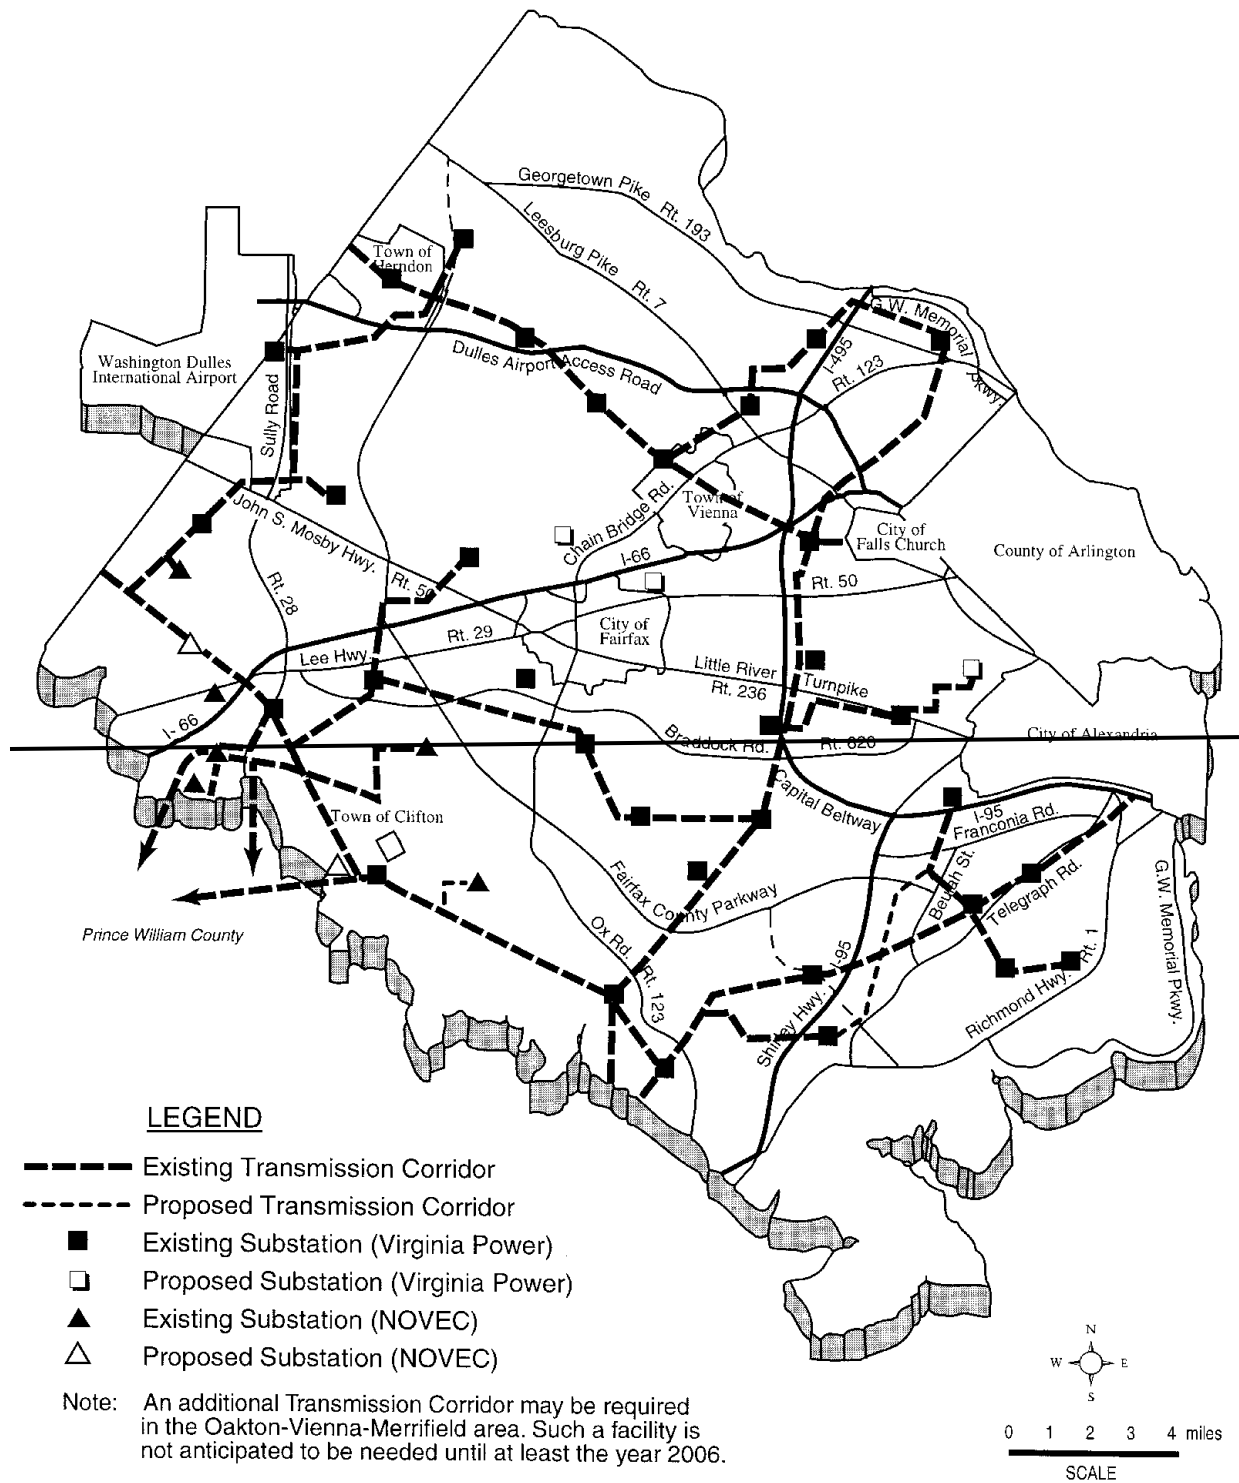 Georgetown Pike Rt. 193
Leesburg Pike Rt. 7
Town of
Herndon
G.W. Memorial Pkwy.
Washington Dulles
International Airport
Dulles Airport Access Road
I-495
Rt. 123
Sully Road
John S. Mosby Hwy. Rt. 50
Chain Bridge Rd.
Town of
Vienna
City of
Falls Church
County of Arlington
I-66
Rt. 50
Rt. 28
City of
Fairfax
Rt. 29
Lee Hwy.
Little River Turnpike
Rt. 236
I-66
Braddock Rd. Rt. 620
City of Alexandria
Capital Beltway
Town of Clifton
I-95
Franconia Rd.
Beulah St.
Telegraph Rd.
Fairfax County Parkway
G.W. Memorial Pkwy.
Prince William County
Ox Rd. Rt. 123
Shirley Hwy. I-95
Richmond Hwy. Rt. 1
LEGEND
Existing Transmission Corridor
Proposed Transmission Corridor
Existing Substation (Virginia Power)
Proposed Substation (Virginia Power)
Existing Substation (NOVEC)
Proposed Substation (NOVEC)
Note: An additional Transmission Corridor may be required
in the Oakton-Vienna-Merrifield area. Such a facility is
not anticipated to be needed until at least the year 2006.
N
W E
S
0 1 2 3 4 miles
SCALE